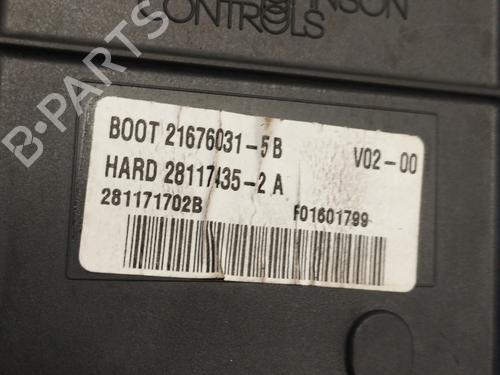 CONTROLS
B-PARTS
BOOT 21676031-5B V02-00
HARD 28117435-2 A
281171702B F01601799